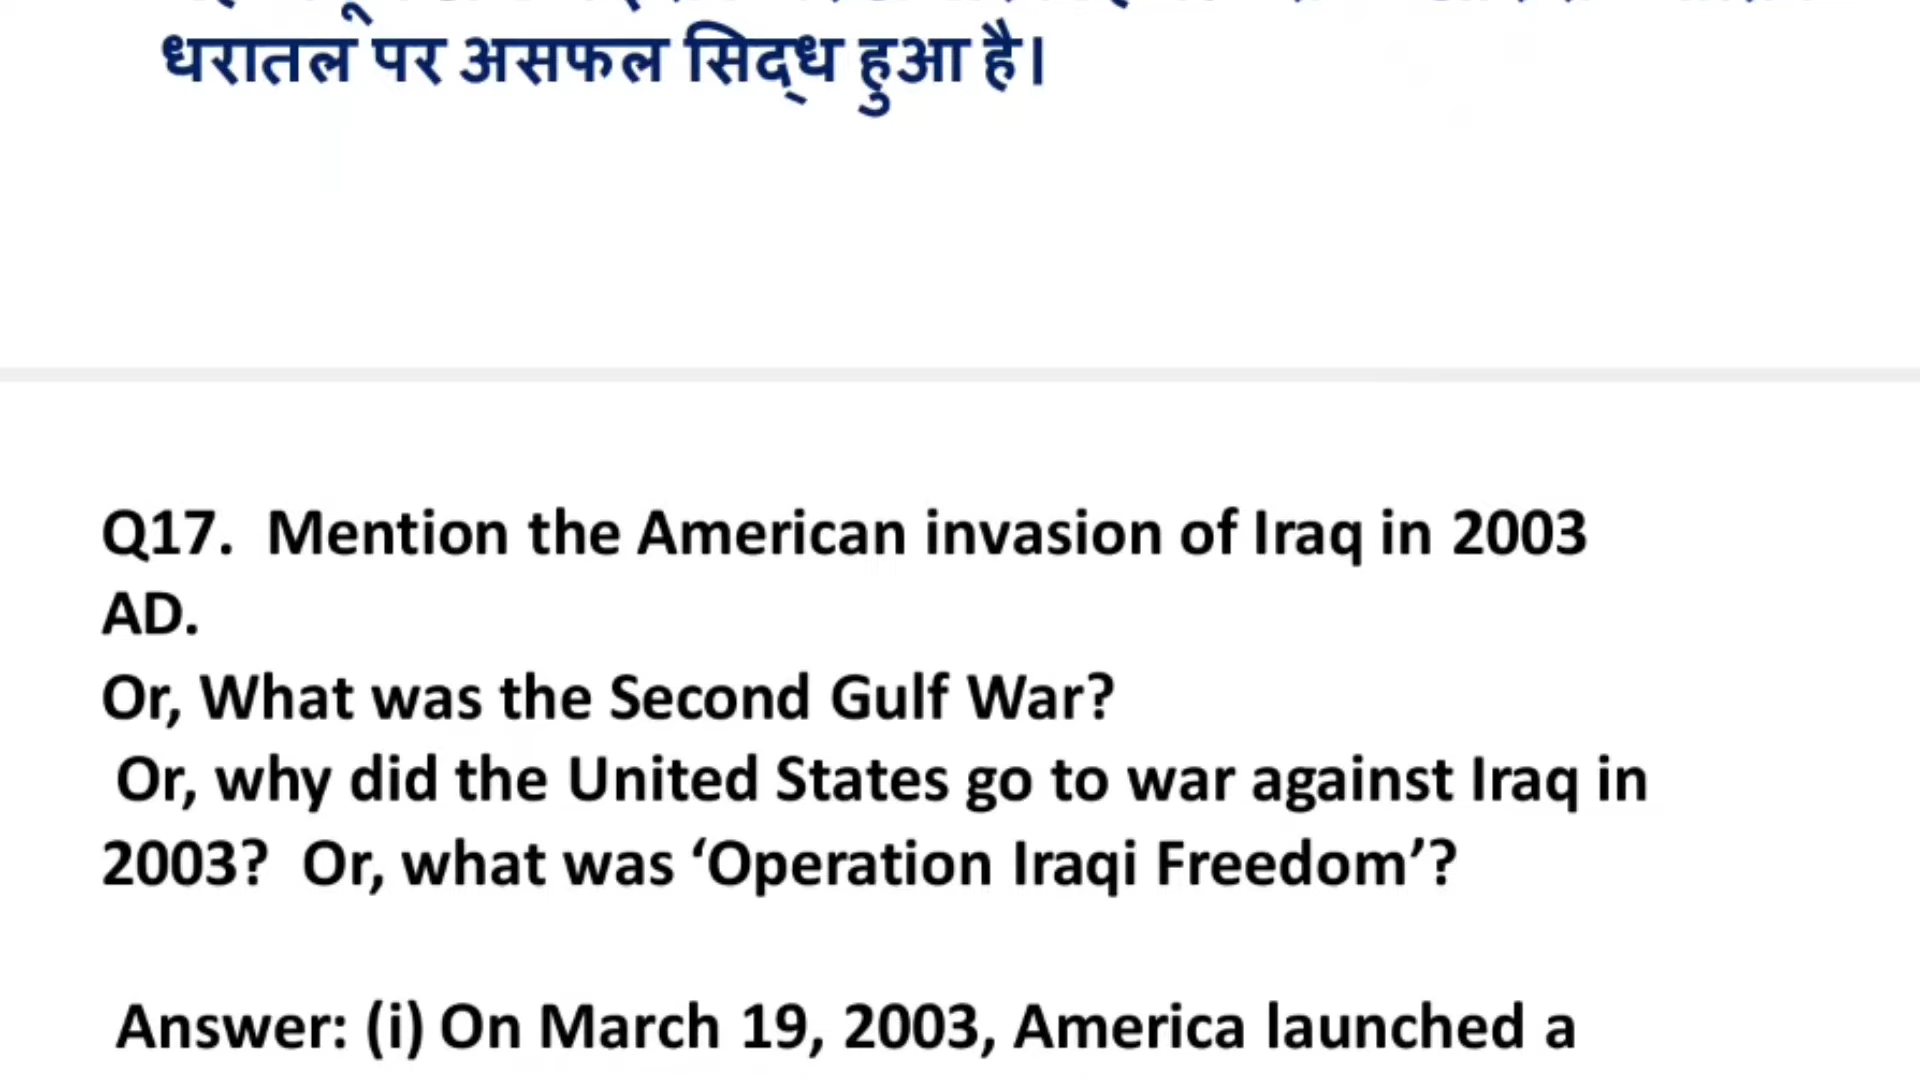 धरातल पर असफल सिद्ध हुआ है।
Q17. Mention the American invasion of Iraq in 2003
AD.
Or, What was the Second Gulf War?
Or, why did the United States go to war against Iraq in
2003? Or, what was ‘Operation Iraqi Freedom’?
Answer: (i) On March 19, 2003, America launched a